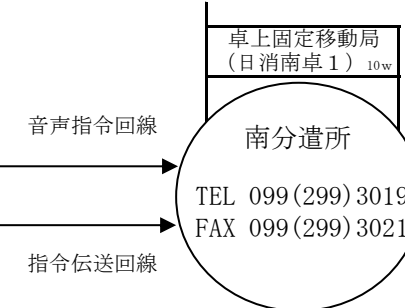 卓上固定移動局
（日消南卓１）10w
音声指令回線
南分遣所
TEL 099(299)3019
FAX 099(299)3021
指令伝送回線